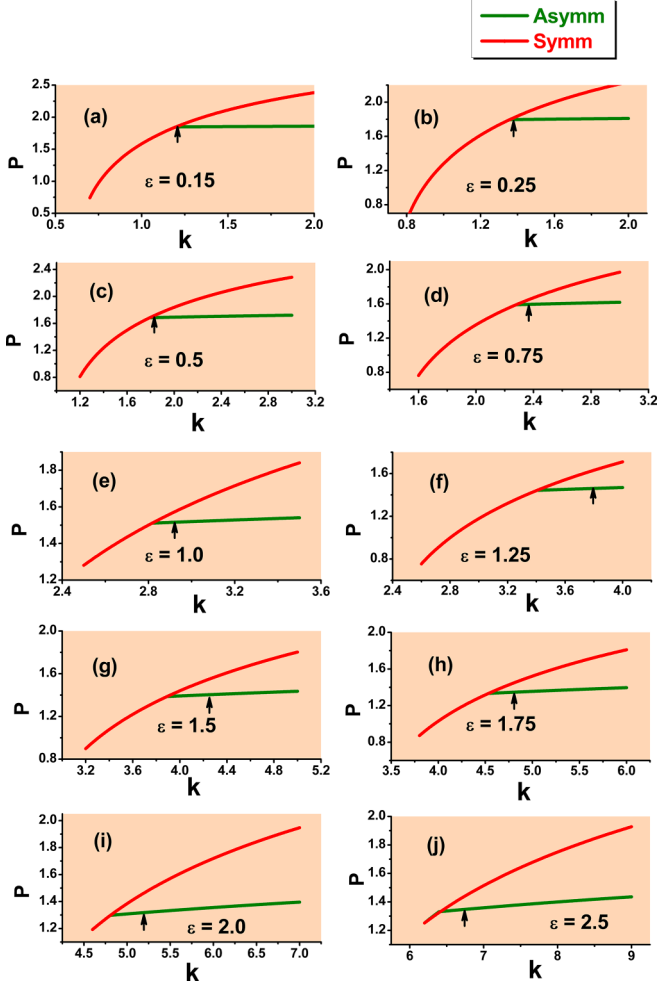 Asymm
Symm
(a)
ε = 0.15
P
2.5
2.0
1.5
1.0
0.5
0.5 1.0 1.5 2.0
k
(b)
ε = 0.25
P
2.0
1.6
1.2
0.8
0.8 1.2 1.6 2.0
k
(c)
ε = 0.5
P
2.4
1.6
0.8
1.2 1.6 2.0 2.4 2.8 3.2
k
(d)
ε = 0.75
P
2.0
1.6
1.2
0.8
1.6 2.0 2.4 2.8 3.2
k
(e)
ε = 1.0
P
1.8
1.6
1.4
1.2
2.4 2.8 3.2 3.6
k
(f)
ε = 1.25
P
1.6
1.2
0.8
2.4 2.8 3.2 3.6 4.0
k
(g)
ε = 1.5
P
2.0
1.6
1.2
0.8
3.2 3.6 4.0 4.4 4.8 5.2
k
(h)
ε = 1.75
P
2.0
1.6
1.2
0.8
3.5 4.0 4.5 5.0 5.5 6.0
k
(i)
ε = 2.0
P
2.0
1.8
1.6
1.4
1.2
4.5 5.0 5.5 6.0 6.5 7.0
k
(j)
ε = 2.5
P
2.0
1.8
1.6
1.4
1.2
6 7 8 9
k